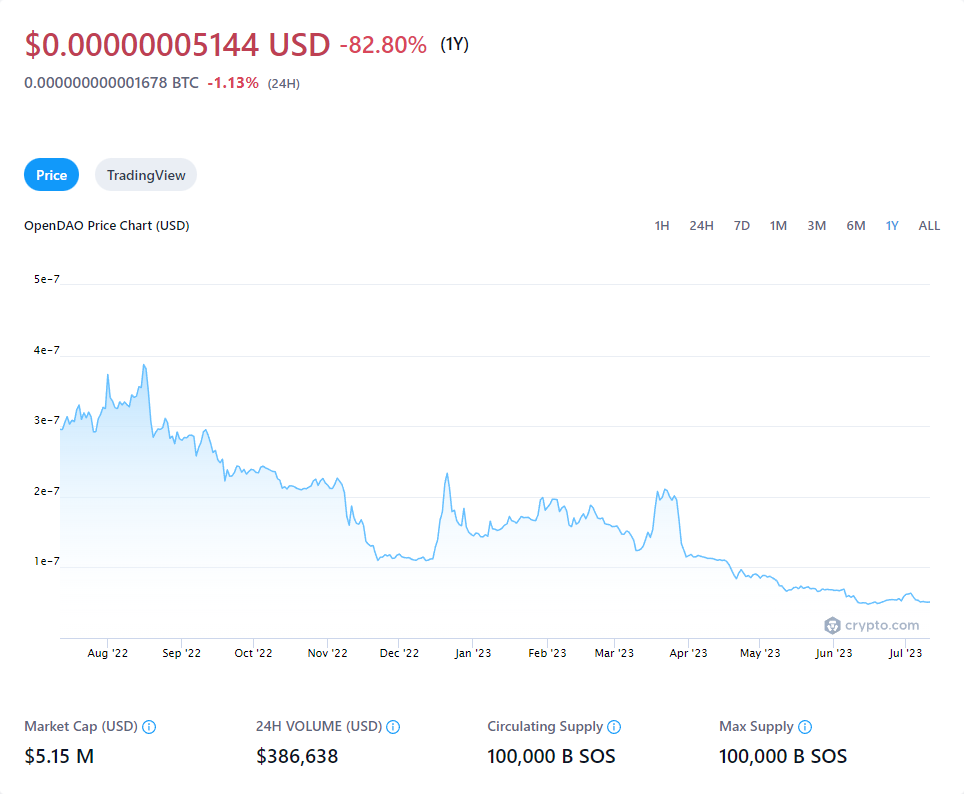 $0.00000005144 USD -82.80% (1Y)
0.000000000001678 BTC -1.13% (24H)
Price TradingView
OpenDAO Price Chart (USD) 1H 24H 7D 1M 3M 6M 1Y ALL
5e-7
4e-7
3e-7
2e-7
1e-7
crypto.com
Aug '22 Sep '22 Oct '22 Nov '22 Dec '22 Jan '23 Feb '23 Mar '23 Apr '23 May '23 Jun '23 Jul '23
Market Cap (USD) 24H VOLUME (USD) Circulating Supply Max Supply
$5.15 M $386,638 100,000 B SOS 100,000 B SOS